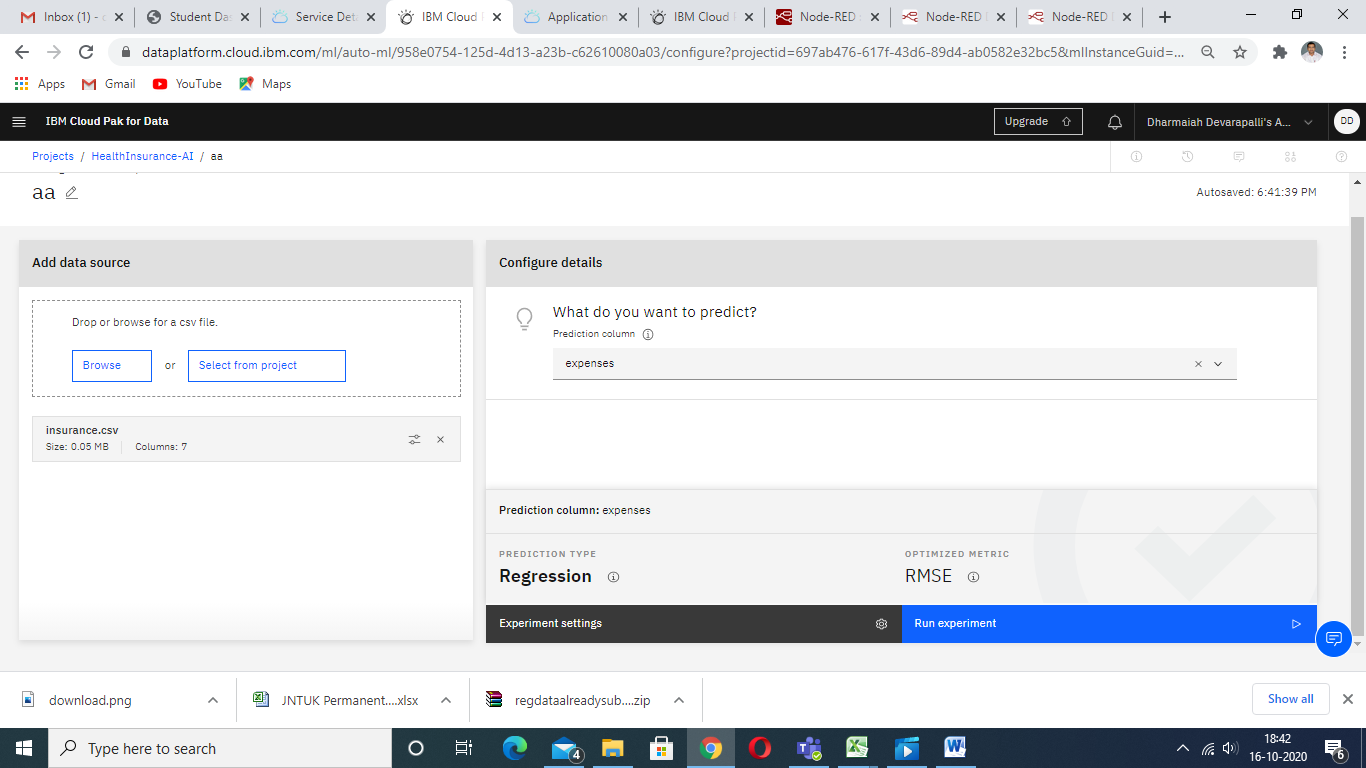 Inbox (1) - d
Student Das
Service Deta
IBM Cloud P
Application
IBM Cloud P
Node-RED S
Node-RED D
Node-RED D
dataplatform.cloud.ibm.com/ml/auto-ml/958e0754-125d-4d13-a23b-c62610080a03/configure?projectid=697ab476-617f-43d6-89d4-ab0582e32bc5&mlInstanceGuid=...
Apps
Gmail
YouTube
Maps
IBM Cloud Pak for Data
Upgrade
Dharmaiah Devarapalli's A...
DD
Projects / HealthInsurance-AI / aa
aa
Autosaved: 6:41:39 PM
Add data source
Drop or browse for a csv file.
Browse or Select from project
insurance.csv
Size: 0.05 MB Columns: 7
Configure details
What do you want to predict?
Prediction column
expenses
Prediction column: expenses
PREDICTION TYPE
Regression
OPTIMIZED METRIC
RMSE
Experiment settings
Run experiment
download.png
JNTUK Permanent....xlsx
regdataalreadysub....zip
Show all
Type here to search
4
18:42
16-10-2020
6